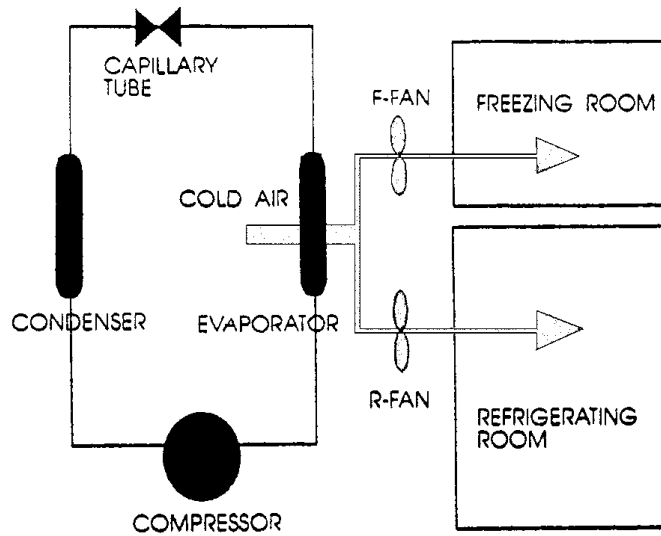 CAPILLARY
TUBE
F-FAN
FREEZING ROOM
COLD AIR
CONDENSER
EVAPORATOR
R-FAN
REFRIGERATING
ROOM
COMPRESSOR